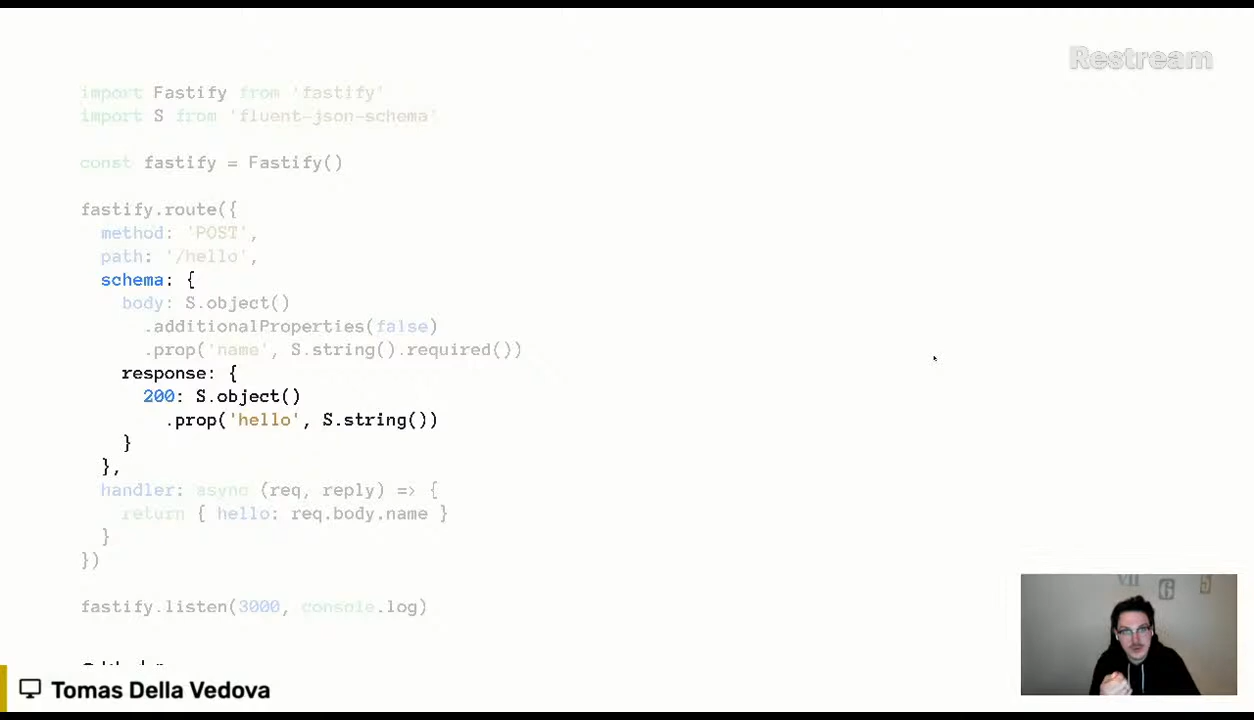 Restream
import Fastify from 'fastify'
import S from 'fluent-json-schema'
const fastify = Fastify()
fastify.route({
method: 'POST',
path: '/hello',
schema: {
body: S.object()
.additionalProperties(false)
.prop('name', S.string().required())
response: {
200: S.object()
.prop('hello', S.string())
}
},
handler: async (req, reply) => {
return { hello: req.body.name }
}
})
fastify.listen(3000, console.log)
Tomas Della Vedova